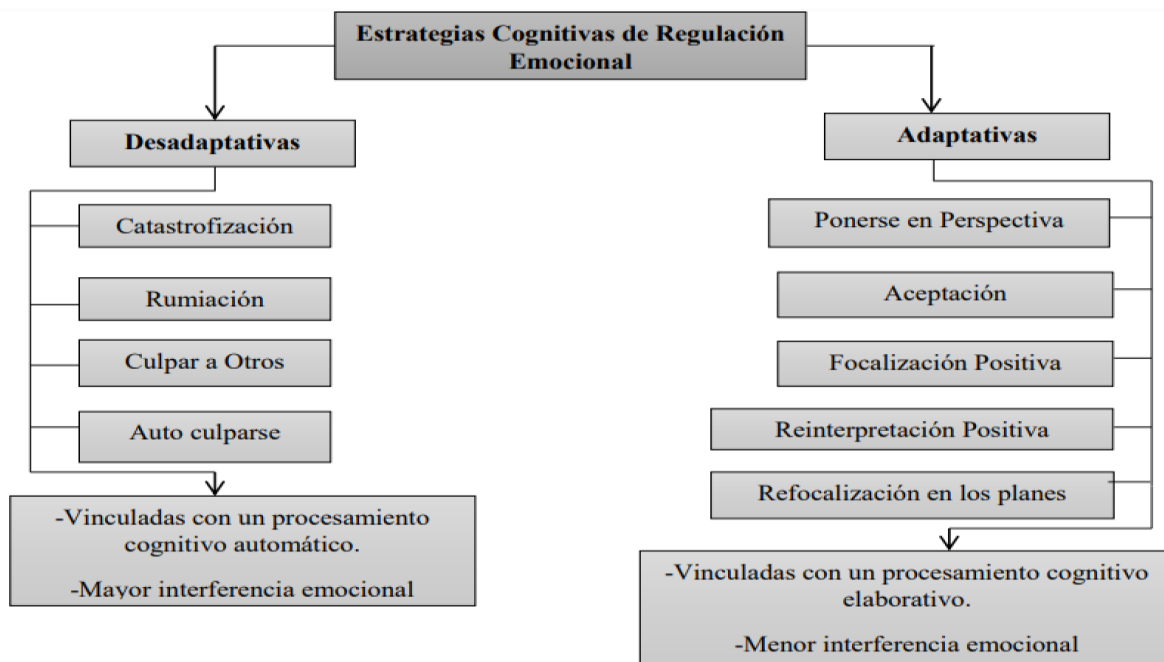 Estrategias Cognitivas de Regulación
Emocional
Desadaptativas
Catastrofización
Rumiación
Culpar a Otros
Auto culparse
-Vinculadas con un procesamiento
cognitivo automático.
-Mayor interferencia emocional
Adaptativas
Ponerse en Perspectiva
Aceptación
Focalización Positiva
Reinterpretación Positiva
Refocalización en los planes
-Vinculadas con un procesamiento cognitivo
elaborativo.
-Menor interferencia emocional